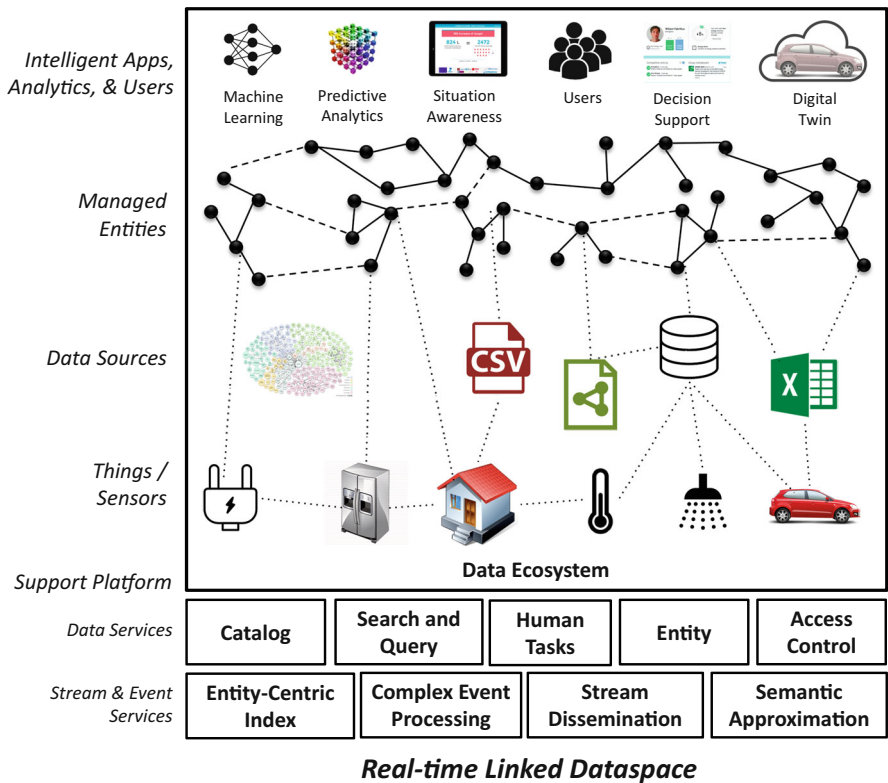 Intelligent Apps,
Analytics, & Users
Machine
Learning
Predictive
Analytics
Situation
Awareness
Users
Decision
Support
Digital
Twin
Managed
Entities
Data Sources
CSV
X
Things /
Sensors
Data Ecosystem
Support Platform
Data Services
Catalog
Search and
Query
Human
Tasks
Entity
Access
Control
Stream & Event
Services
Entity-Centric
Index
Complex Event
Processing
Stream
Dissemination
Semantic
Approximation
Real-time Linked Dataspace